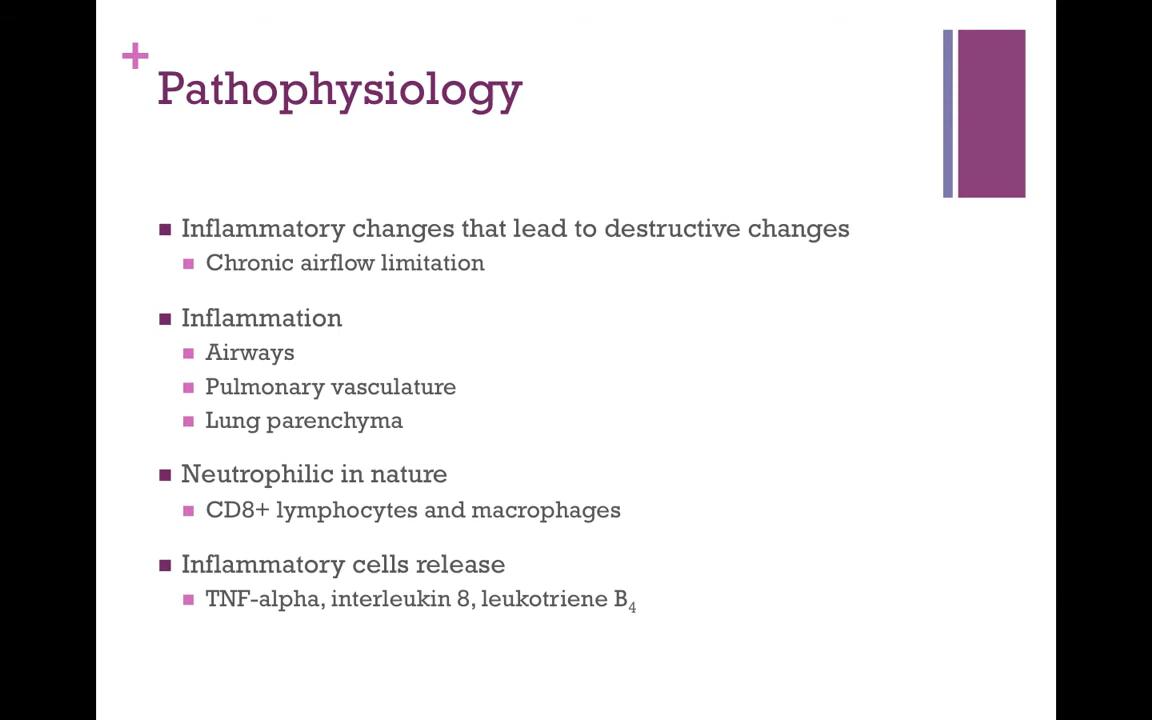 +
Pathophysiology
Inflammatory changes that lead to destructive changes
Chronic airflow limitation
Inflammation
Airways
Pulmonary vasculature
Lung parenchyma
Neutrophilic in nature
CD8+ lymphocytes and macrophages
Inflammatory cells release
TNF-alpha, interleukin 8, leukotriene B₄